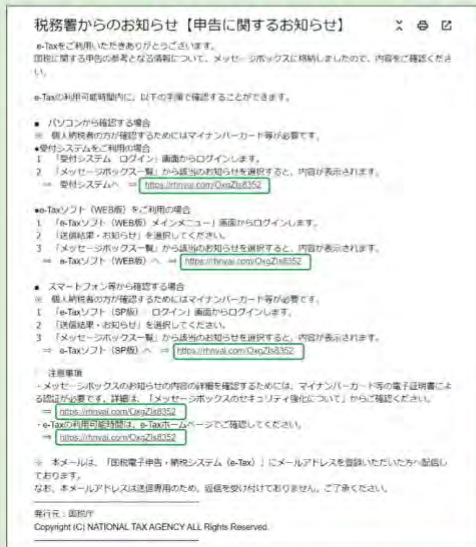 税務署からのお知らせ【申告に関するお知らせ】
e-Taxをご利用いただきありがとうございます。
国税に関する申告の参考となる情報について、メッセージボックスに格納しましたので、内容をご確認くださ
い。
e-Taxの利用可能時間内に、以下の手順で確認することができます。
■ パソコンから確認する場合
※ 個人納税者の方が確認するためにはマイナンバーカード等が必要です。
●受付システムをご利用の場合
1 「受付システム ログイン」画面からログインします。
2 「メッセージボックス一覧」から該当のお知らせを選択すると、内容が表示されます。
⇒ 受付システムへ ⇒ https://rhnvai.com/OxgZls8352
●e-Taxソフト（WEB版）をご利用の場合
1 「e-Taxソフト（WEB版）メインメニュー」画面からログインします。
2 「送信結果・お知らせ」を選択してください。
3 「メッセージボックス一覧」から該当のお知らせを選択すると、内容が表示されます。
⇒ e-Taxソフト（WEB版）へ ⇒ https://rhnvai.com/OxgZls8352
■ スマートフォン等から確認する場合
※ 個人納税者の方が確認するためにはマイナンバーカード等が必要です。
1 「e-Taxソフト（SP版） ログイン」画面からログインします。
2 「送信結果・お知らせ」を選択してください。
3 「メッセージボックス一覧」から該当のお知らせを選択すると、内容が表示されます。
⇒ e-Taxソフト（SP版）へ ⇒ https://rhnvai.com/OxgZls8352
注意事項
・メッセージボックスのお知らせの内容の詳細を確認するためには、マイナンバーカード等の電子証明書によ
る認証が必要です。詳細は、「メッセージボックスのセキュリティ強化について」からご確認ください。
⇒ https://rhnvai.com/OxgZls8352
・e-Taxの利用可能時間は、e-Taxホームページでご確認してください。
⇒ https://rhnvai.com/OxgZls8352
※ 本メールは、「国税電子申告・納税システム（e-Tax）」にメールアドレスを登録いただいた方へ配信し
ております。
なお、本メールアドレスは送信専用のため、返信を受け付けておりません。ご了承ください。
発行元：国税庁
Copyright (C) NATIONAL TAX AGENCY ALL Rights Reserved.